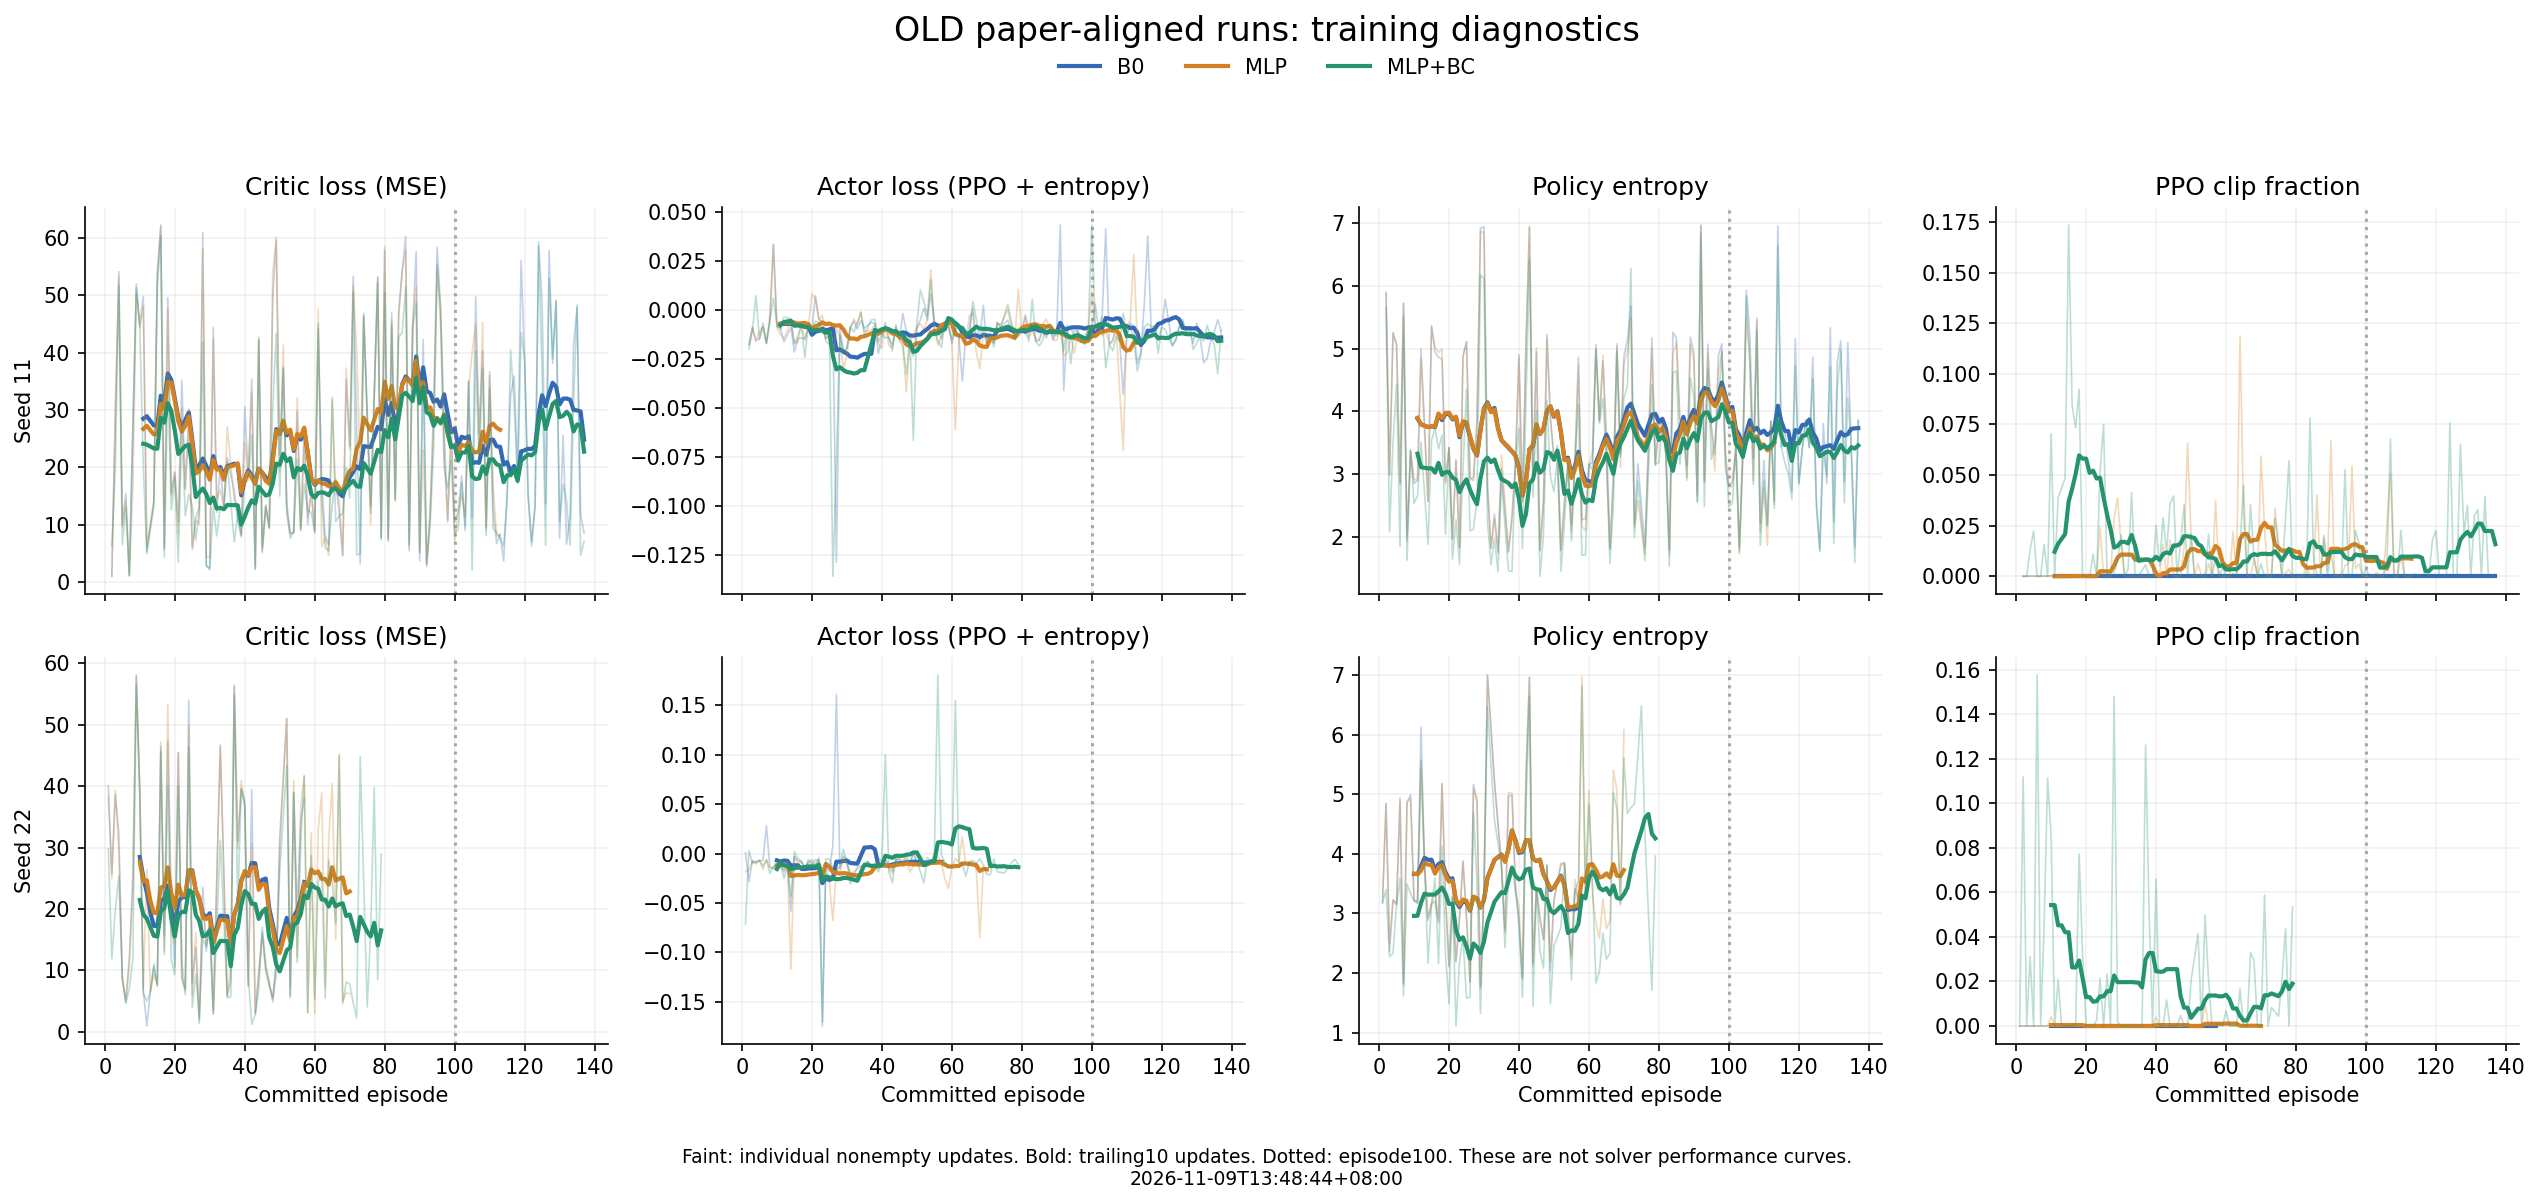 OLD paper-aligned runs: training diagnostics
B0 MLP MLP+BC
Critic loss (MSE)
Seed 11
60
50
40
30
20
10
0
Actor loss (PPO + entropy)
0.050
0.025
0.000
−0.025
−0.050
−0.075
−0.100
−0.125
Policy entropy
7
6
5
4
3
2
PPO clip fraction
0.175
0.150
0.125
0.100
0.075
0.050
0.025
0.000
Critic loss (MSE)
Seed 22
60
50
40
30
20
10
0
0 20 40 60 80 100 120 140
Committed episode
Actor loss (PPO + entropy)
0.15
0.10
0.05
0.00
−0.05
−0.10
−0.15
0 20 40 60 80 100 120 140
Committed episode
Policy entropy
7
6
5
4
3
2
1
0 20 40 60 80 100 120 140
Committed episode
PPO clip fraction
0.16
0.14
0.12
0.10
0.08
0.06
0.04
0.02
0.00
0 20 40 60 80 100 120 140
Committed episode
Faint: individual nonempty updates. Bold: trailing10 updates. Dotted: episode100. These are not solver performance curves.
2026-11-09T13:48:44+08:00